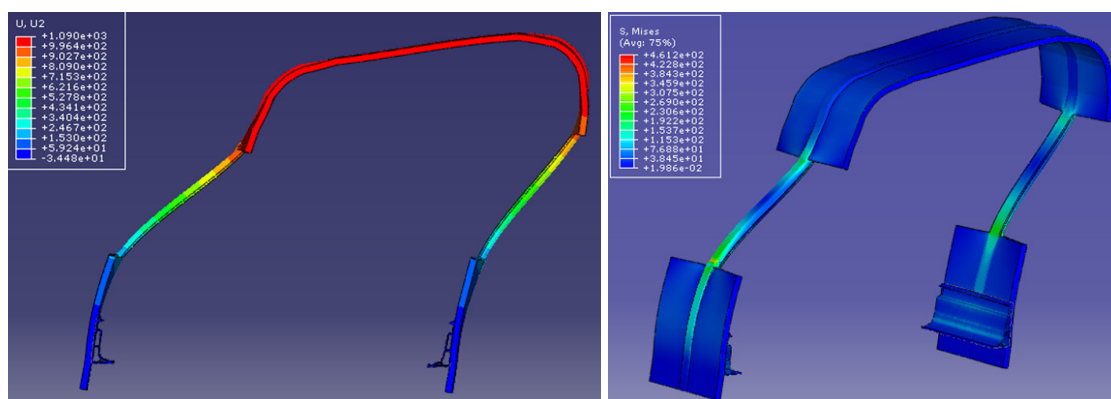 U, U2
+1.090e+03
+9.964e+02
+9.027e+02
+8.090e+02
+7.153e+02
+6.216e+02
+5.278e+02
+4.341e+02
+3.404e+02
+2.467e+02
+1.530e+02
+5.924e+01
-3.448e+01
S, Mises
(Avg: 75%)
+4.612e+02
+4.228e+02
+3.843e+02
+3.459e+02
+3.075e+02
+2.690e+02
+2.306e+02
+1.922e+02
+1.537e+02
+1.153e+02
+7.688e+01
+3.845e+01
+1.986e-02